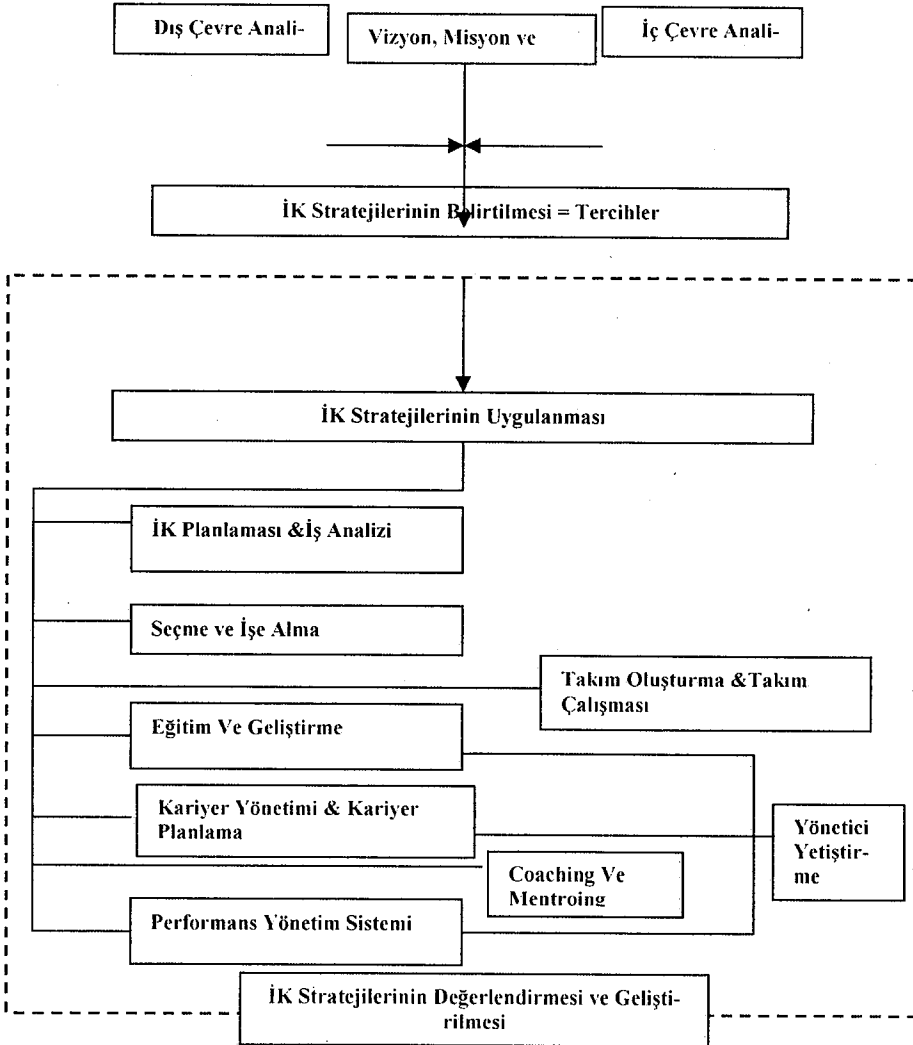 Dış Çevre Anali-
Vizyon, Misyon ve
İç Çevre Anali-
İK Stratejilerinin Belirtilmesi = Tercihler
İK Stratejilerinin Uygulanması
İK Planlaması &İş Analizi
Seçme ve İşe Alma
Takım Oluşturma &Takım
Çalışması
Eğitim Ve Geliştirme
Kariyer Yönetimi & Kariyer
Planlama
Yönetici
Yetiştir-
me
Coaching Ve
Mentroing
Performans Yönetim Sistemi
İK Stratejilerinin Değerlendirmesi ve Gelişti-
rilmesi